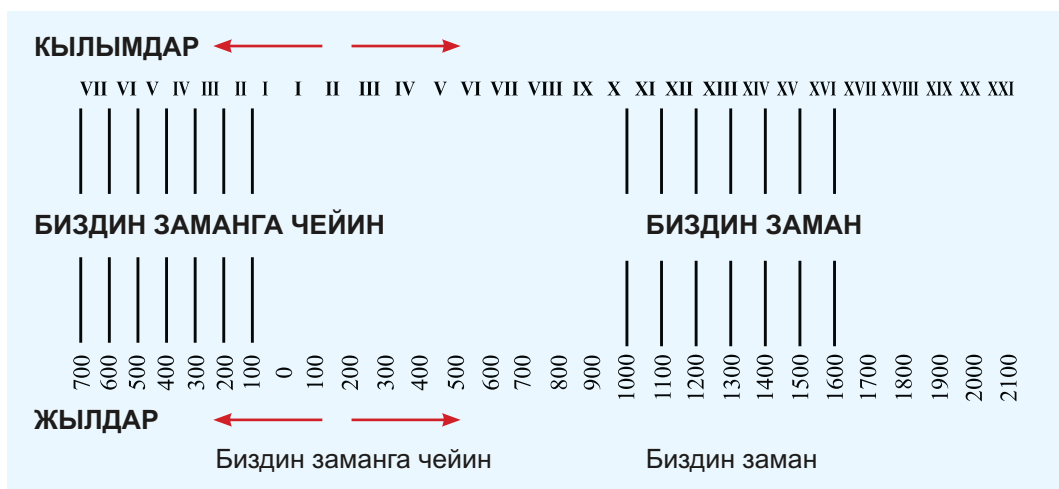 КЫЛЫМДАР
VII VI V IV III II I I II III IV V VI VII VIII IX X XI XII XIII XIV XV XVI XVII XVIII XIX XX XXI
БИЗДИН ЗАМАНГА ЧЕЙИН БИЗДИН ЗАМАН
700 600 500 400 300 200 100 0 100 200 300 400 500 600 700 800 900 1000 1100 1200 1300 1400 1500 1600 1700 1800 1900 2000 2100
ЖЫЛДАР
Биздин заманга чейин Биздин заман